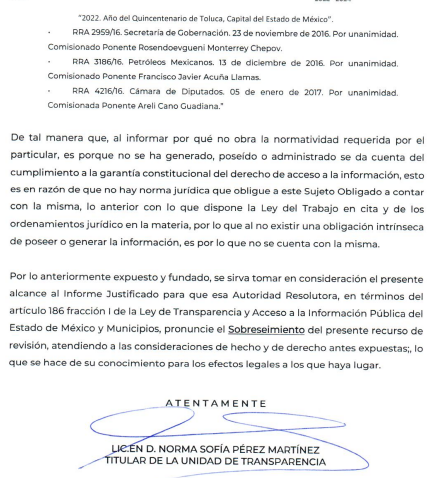 "2022. Año del Quincentenario de Toluca, Capital del Estado de México".
· RRA 2959/16. Secretaría de Gobernación. 23 de noviembre de 2016. Por unanimidad.
Comisionado Ponente Rosendoevgueni Monterrey Chepov.
· RRA 3186/16. Petróleos Mexicanos. 13 de diciembre de 2016. Por unanimidad.
Comisionado Ponente Francisco Javier Acuña Llamas.
· RRA 4216/16. Cámara de Diputados. 05 de enero de 2017. Por unanimidad.
Comisionada Ponente Areli Cano Guadiana."
De tal manera que, al informar por qué no obra la normatividad requerida por el
particular, es porque no se ha generado, poseído o administrado se da cuenta del
cumplimiento a la garantía constitucional del derecho de acceso a la información, esto
es en razón de que no hay norma jurídica que obligue a este Sujeto Obligado a contar
con la misma, lo anterior con lo que dispone la Ley del Trabajo en cita y de los
ordenamientos jurídico en la materia, por lo que al no existir una obligación intrínseca
de poseer o generar la información, es por lo que no se cuenta con la misma.
Por lo anteriormente expuesto y fundado, se sirva tomar en consideración el presente
alcance al Informe Justificado para que esa Autoridad Resolutora, en términos del
artículo 186 fracción I de la Ley de Transparencia y Acceso a la Información Pública del
Estado de México y Municipios, pronuncie el Sobreseimiento del presente recurso de
revisión, atendiendo a las consideraciones de hecho y de derecho antes expuestas;, lo
que se hace de su conocimiento para los efectos legales a los que haya lugar.
ATENTAMENTE
LIC.EN D. NORMA SOFÍA PÉREZ MARTÍNEZ
TITULAR DE LA UNIDAD DE TRANSPARENCIA